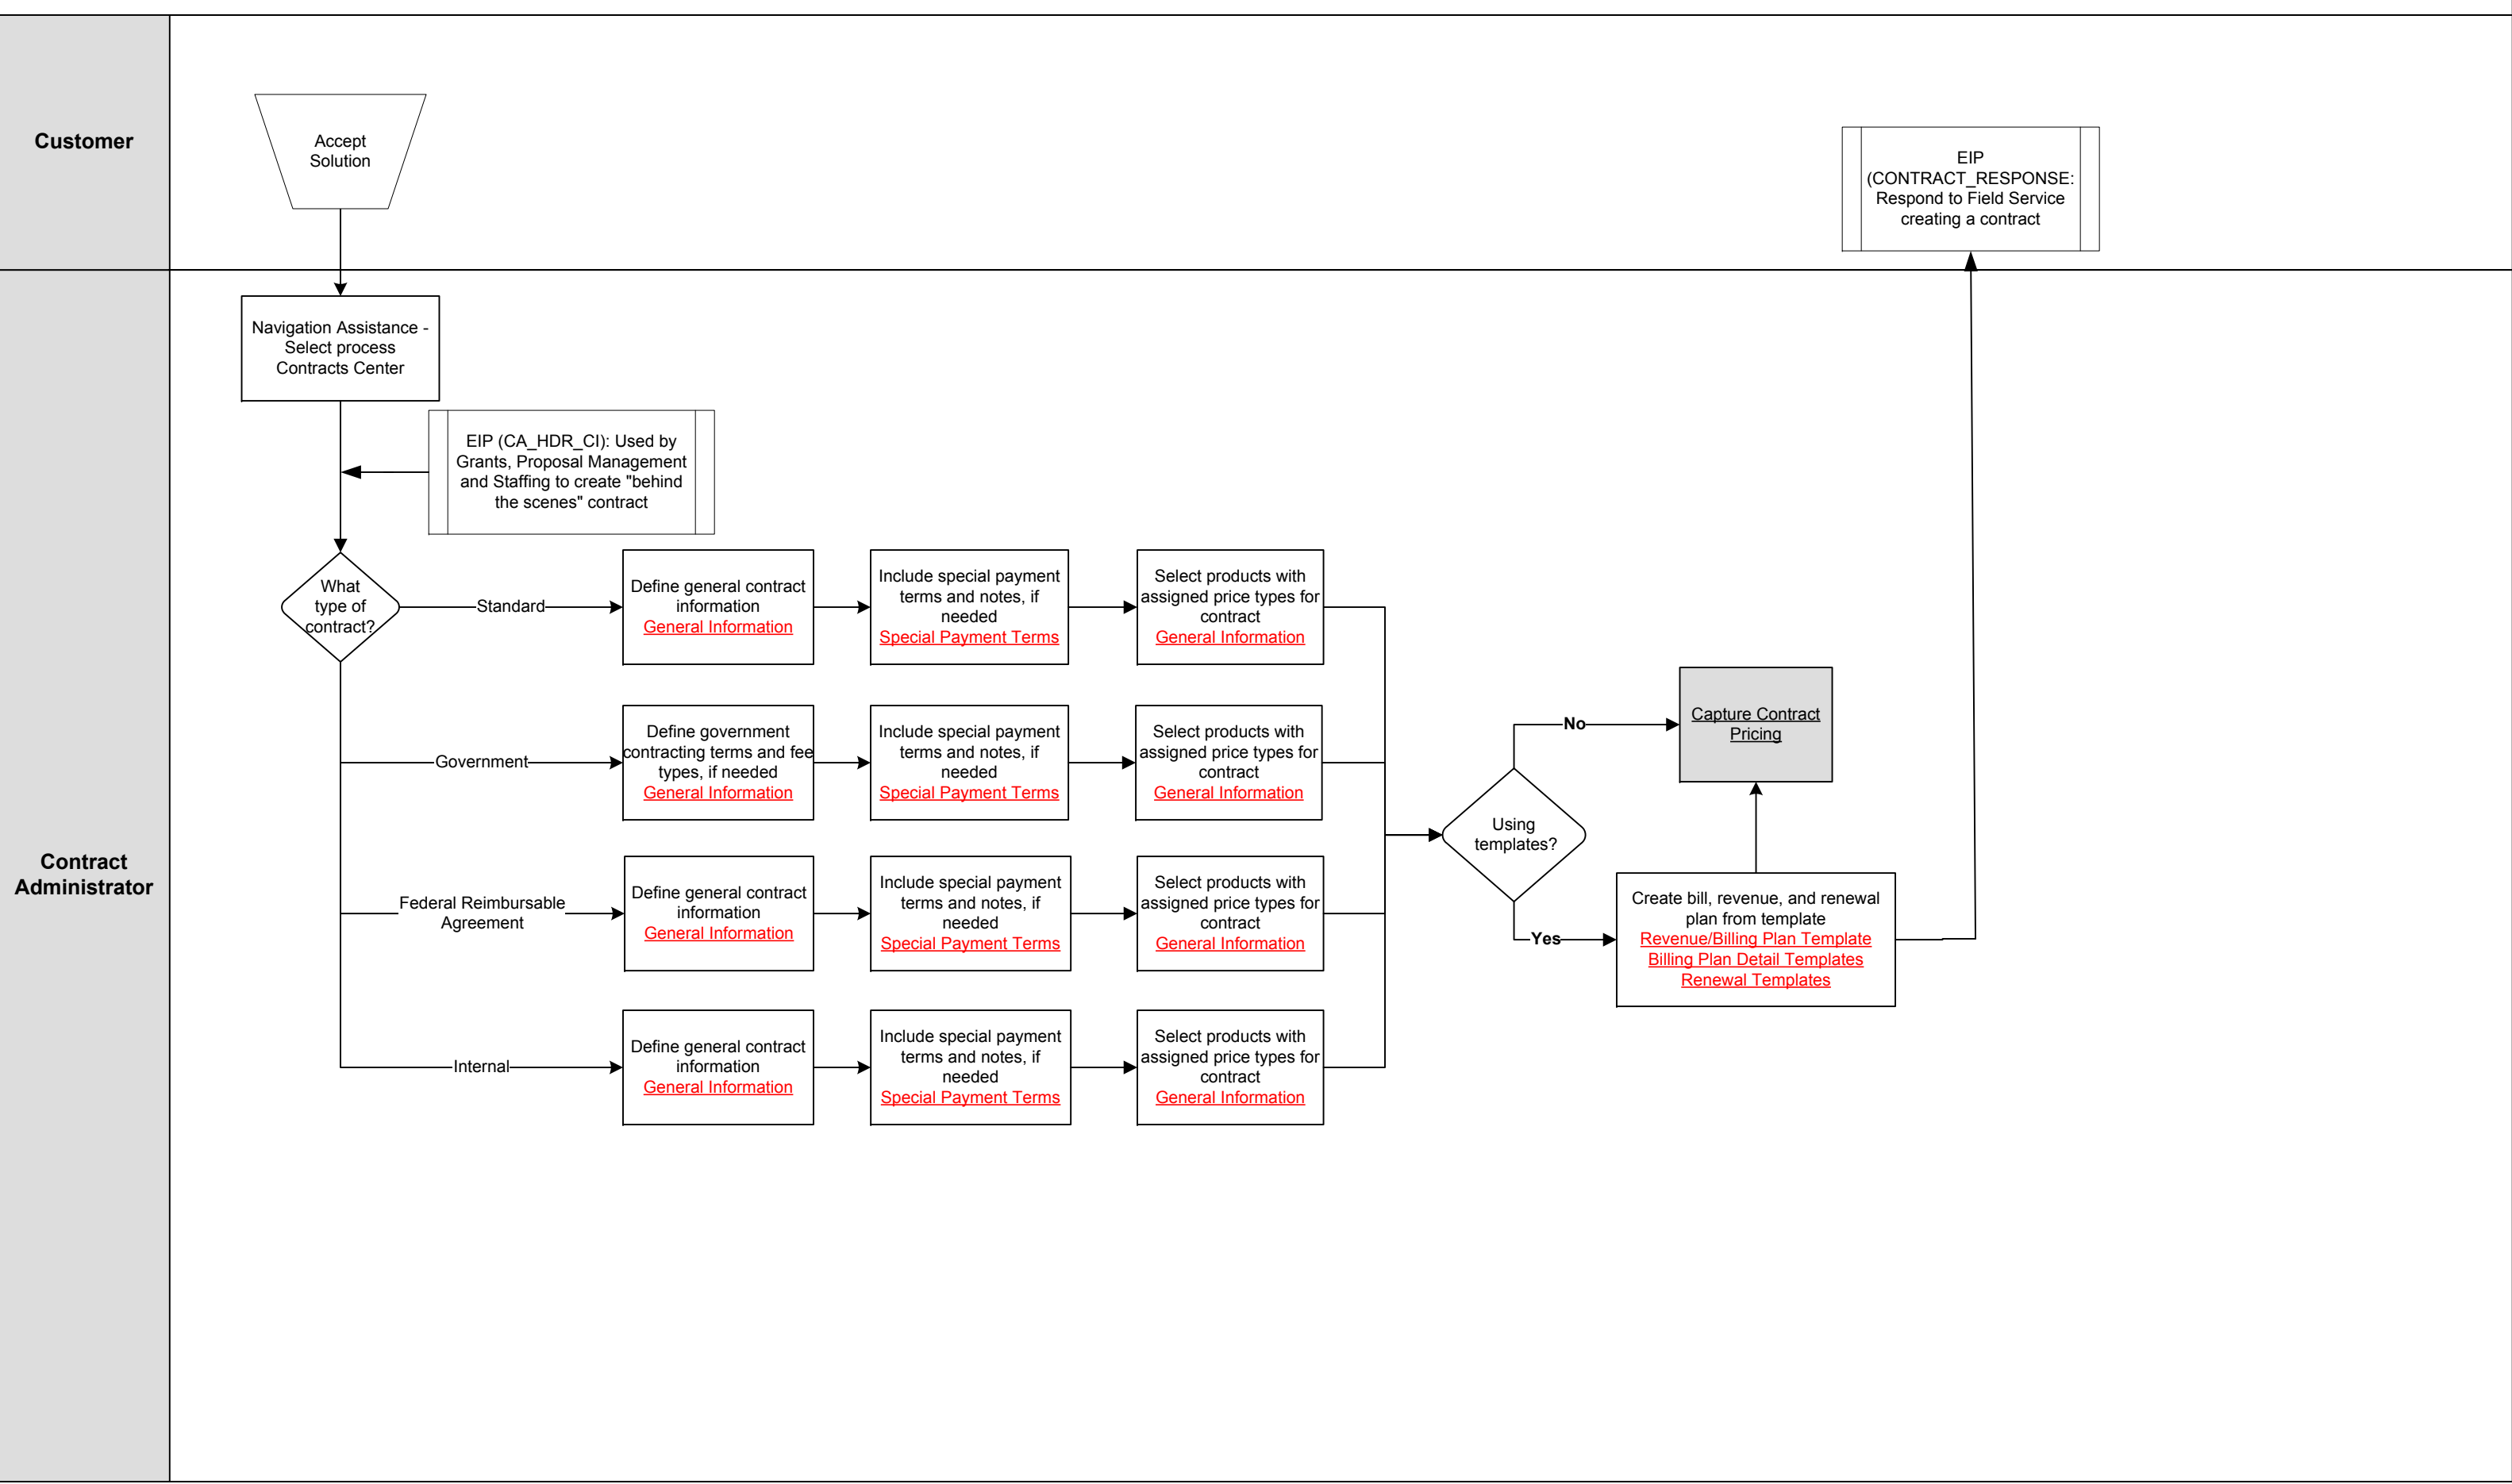 Customer
Accept
Solution
EIP
(CONTRACT_RESPONSE:
Respond to Field Service
creating a contract
Contract
Administrator
Navigation Assistance -
Select process
Contracts Center
EIP (CA_HDR_CI): Used by
Grants, Proposal Management
and Staffing to create "behind
the scenes" contract
What
type of
contract?
Standard
Define general contract
information
General Information
Include special payment
terms and notes, if
needed
Special Payment Terms
Select products with
assigned price types for
contract
General Information
Government
Define government
contracting terms and fee
types, if needed
General Information
Include special payment
terms and notes, if
needed
Special Payment Terms
Select products with
assigned price types for
contract
General Information
Federal Reimbursable
Agreement
Define general contract
information
General Information
Include special payment
terms and notes, if
needed
Special Payment Terms
Select products with
assigned price types for
contract
General Information
Internal
Define general contract
information
General Information
Include special payment
terms and notes, if
needed
Special Payment Terms
Select products with
assigned price types for
contract
General Information
Using
templates?
No
Capture Contract
Pricing
Yes
Create bill, revenue, and renewal
plan from template
Revenue/Billing Plan Template
Billing Plan Detail Templates
Renewal Templates